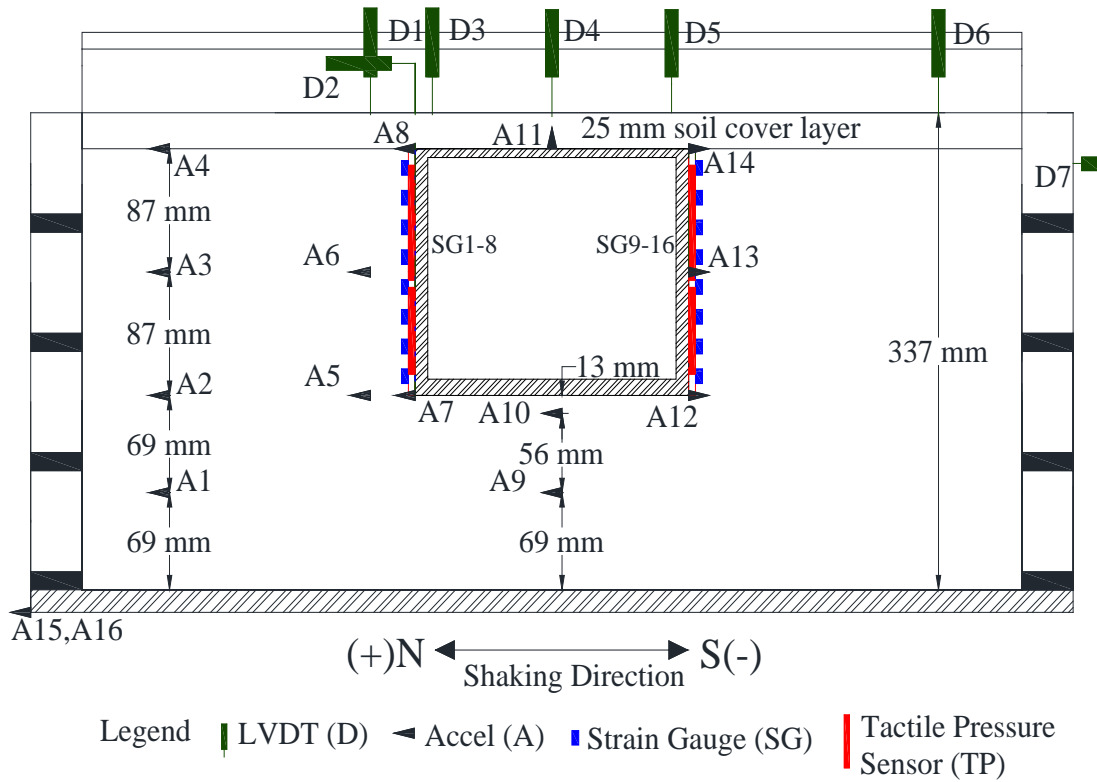 D1
D3
D4
D5
D6
D2
A8
A11
25 mm soil cover layer
A4
A14
D7
87 mm
SG1-8
SG9-16
A6
A3
A13
87 mm
337 mm
13 mm
A5
A2
A7
A10
A12
69 mm
56 mm
A1
A9
69 mm
69 mm
A15,A16
(+)N
S(-)
Shaking Direction
Legend
LVDT (D)
Accel (A)
Strain Gauge (SG)
Tactile Pressure
Sensor (TP)